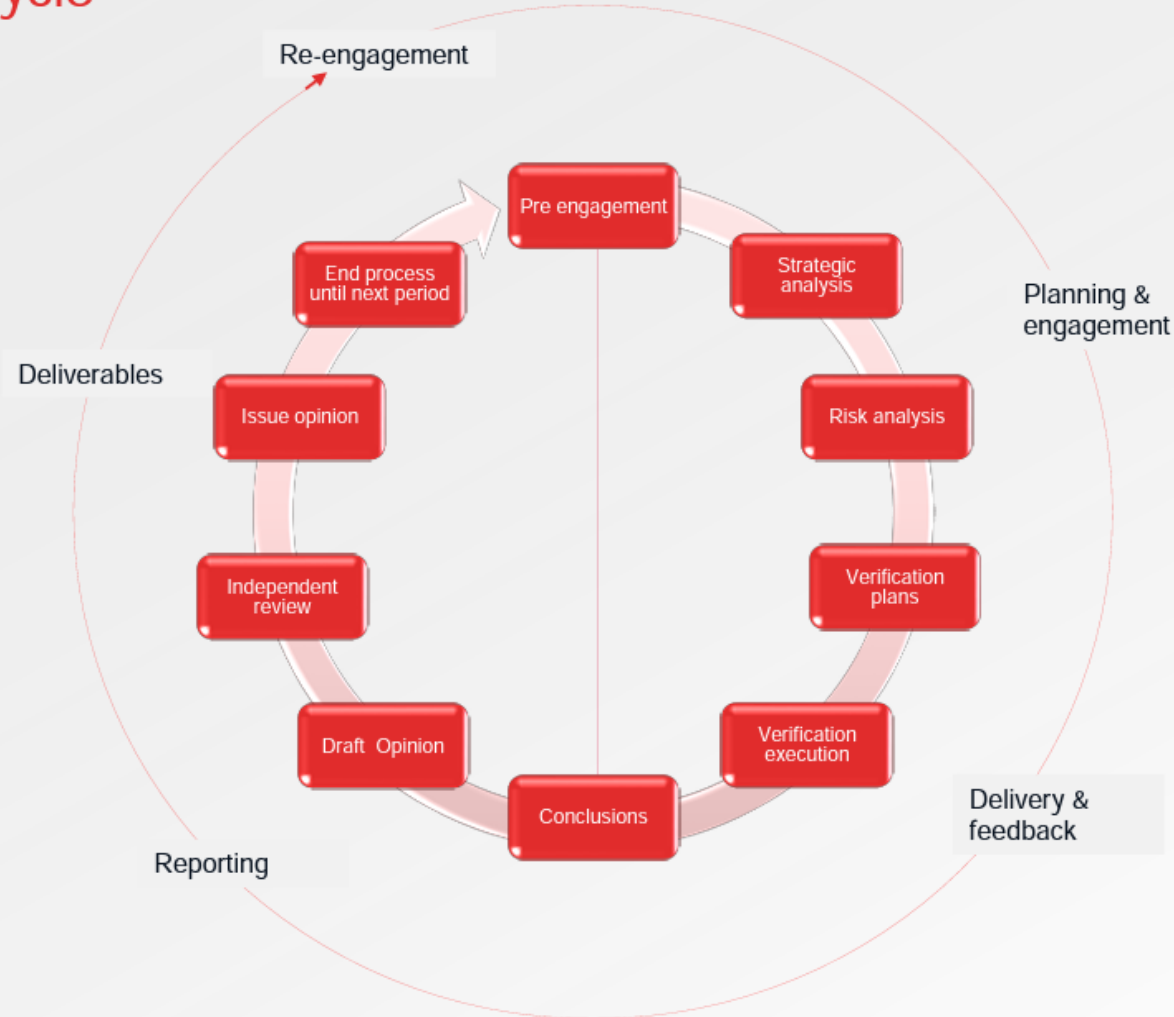 Re-engagement
Pre engagement
Strategic
analysis
Planning &
engagement
End process
until next period
Deliverables
Issue opinion
Risk analysis
Verification
plans
Independent
review
Verification
execution
Draft  Opinion
Conclusions
Delivery &
feedback
Reporting